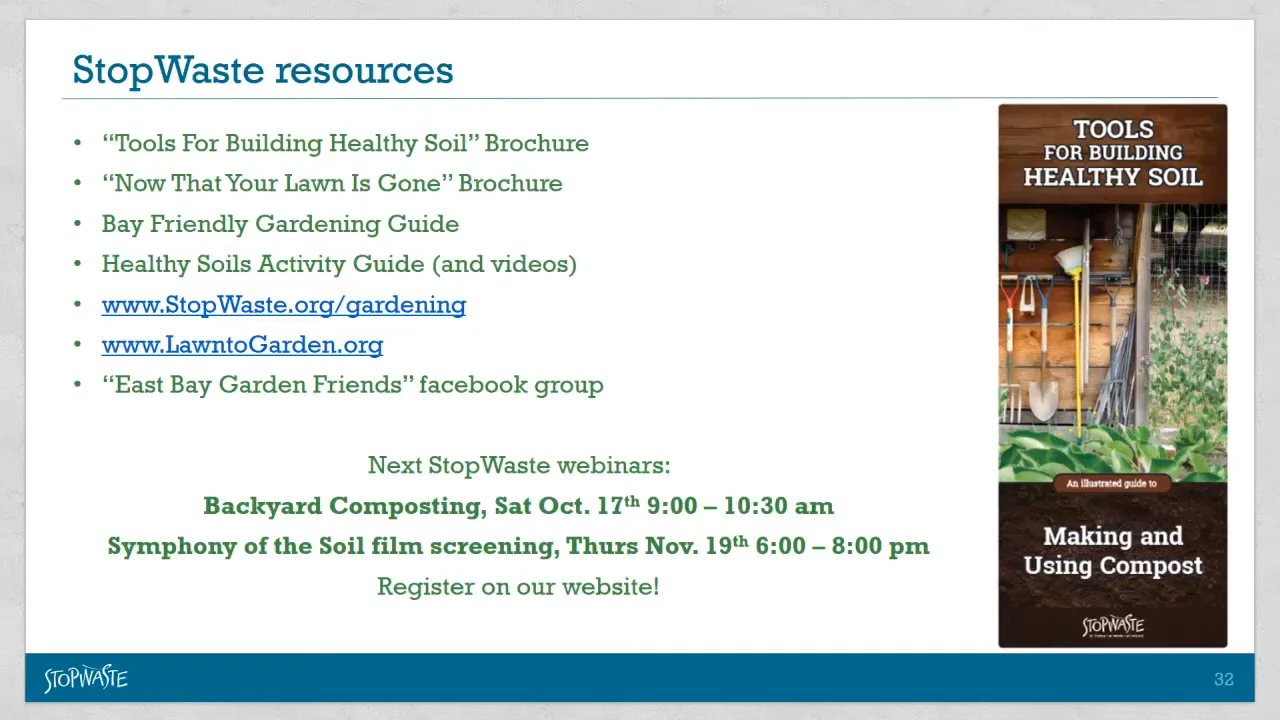 StopWaste resources
• “Tools For Building Healthy Soil” Brochure
• “Now That Your Lawn Is Gone” Brochure
• Bay Friendly Gardening Guide
• Healthy Soils Activity Guide (and videos)
• www.StopWaste.org/gardening
• www.LawntoGarden.org
• “East Bay Garden Friends” facebook group
Next StopWaste webinars:
Backyard Composting, Sat Oct. 17th 9:00 – 10:30 am
Symphony of the Soil film screening, Thurs Nov. 19th 6:00 – 8:00 pm
Register on our website!
TOOLS
FOR BUILDING
HEALTHY SOIL
An illustrated guide to
Making and
Using Compost
STOPWASTE
STOPWASTE
32